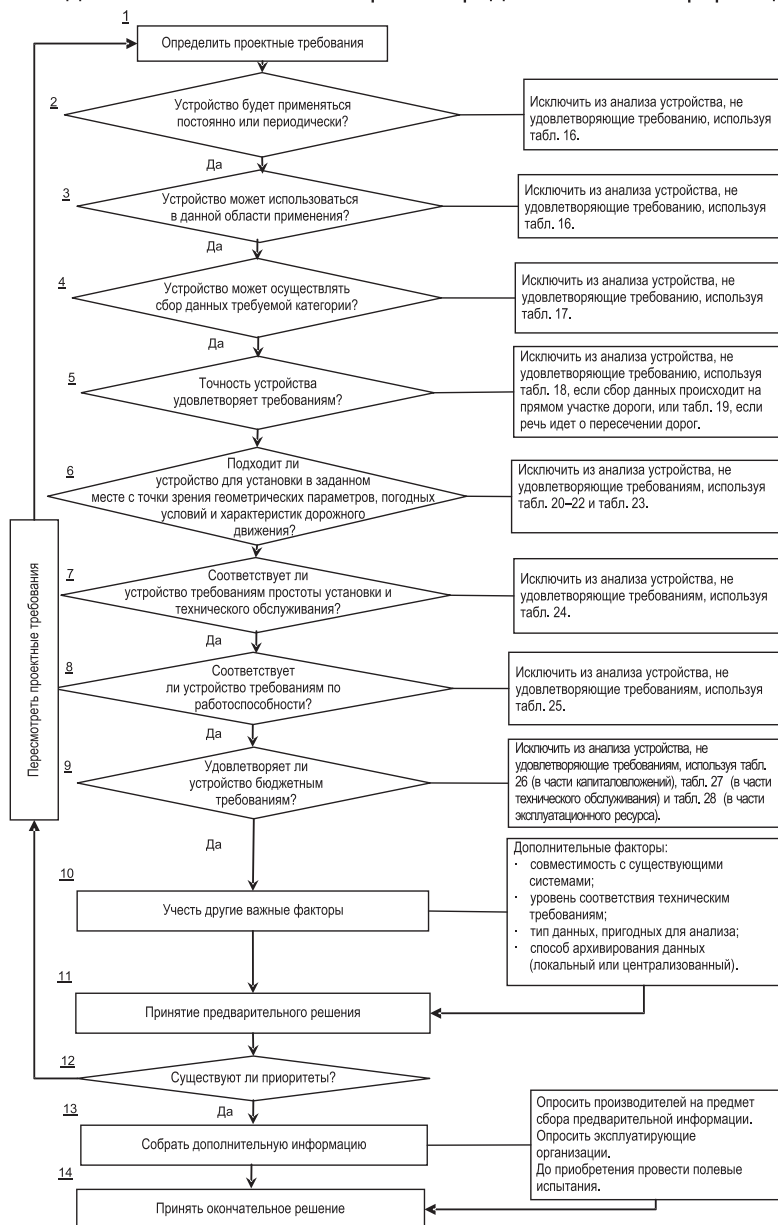 1
Определить проектные требования
2
Устройство будет применяться
постоянно или периодически?
Исключить из анализа устройства, не
удовлетворяющие требованию, используя
табл. 16.
Да
3
Устройство может использоваться
в данной области применения?
Исключить из анализа устройства, не
удовлетворяющие требованию, используя
табл. 16.
Да
4
Устройство может осуществлять
сбор данных требуемой категории?
Исключить из анализа устройства, не
удовлетворяющие требованию, используя
табл. 17.
Да
5
Точность устройства
удовлетворяет требованиям?
Исключить из анализа устройства, не
удовлетворяющие требованию, используя
табл. 18, если сбор данных происходит на
прямом участке дороги, или табл. 19, если
речь идет о пересечении дорог.
6
Подходит ли
устройство для установки в заданном
месте с точки зрения геометрических параметров, погодных
условий и характеристик дорожного
движения?
Исключить из анализа устройства, не
удовлетворяющие требованиям, используя
табл. 20–22 и табл. 23.
Пересмотреть проектные требования
7
Соответствует ли
устройство требованиям простоты установки и
технического обслуживания?
Исключить из анализа устройства, не
удовлетворяющие требованиям, используя
табл. 24.
Да
8
Соответствует
ли устройство требованиям по
работоспособности?
Исключить из анализа устройства, не
удовлетворяющие требованиям, используя
табл. 25.
Да
9
Удовлетворяет ли
устройство бюджетным
требованиям?
Исключить из анализа устройства, не
удовлетворяющие требованиям, используя табл.
26 (в части капиталовложений), табл. 27 (в части
технического обслуживания) и табл. 28 (в части
эксплуатационного ресурса).
Да
10
Учесть другие важные факторы
Дополнительные факторы:
· совместимость с существующими
системами;
· уровень соответствия техническим
требованиям;
· тип данных, пригодных для анализа;
· способ архивирования данных
(локальный или централизованный).
11
Принятие предварительного решения
12
Существуют ли приоритеты?
Да
13
Собрать дополнительную информацию
Опросить производителей на предмет
сбора предварительной информации.
Опросить эксплуатирующие
организации.
До приобретения провести полевые
испытания.
14
Принять окончательное решение